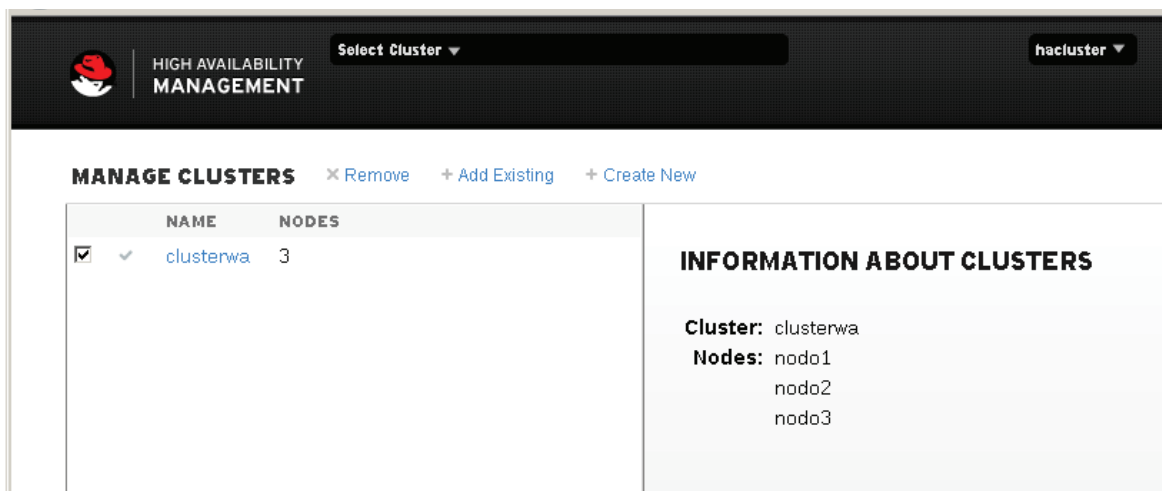 Select Cluster
hacluster
HIGH AVAILABILITY
MANAGEMENT
MANAGE CLUSTERS × Remove + Add Existing + Create New
NAME NODES
clusterwa 3
INFORMATION ABOUT CLUSTERS
Cluster: clusterwa
Nodes: nodo1
nodo2
nodo3